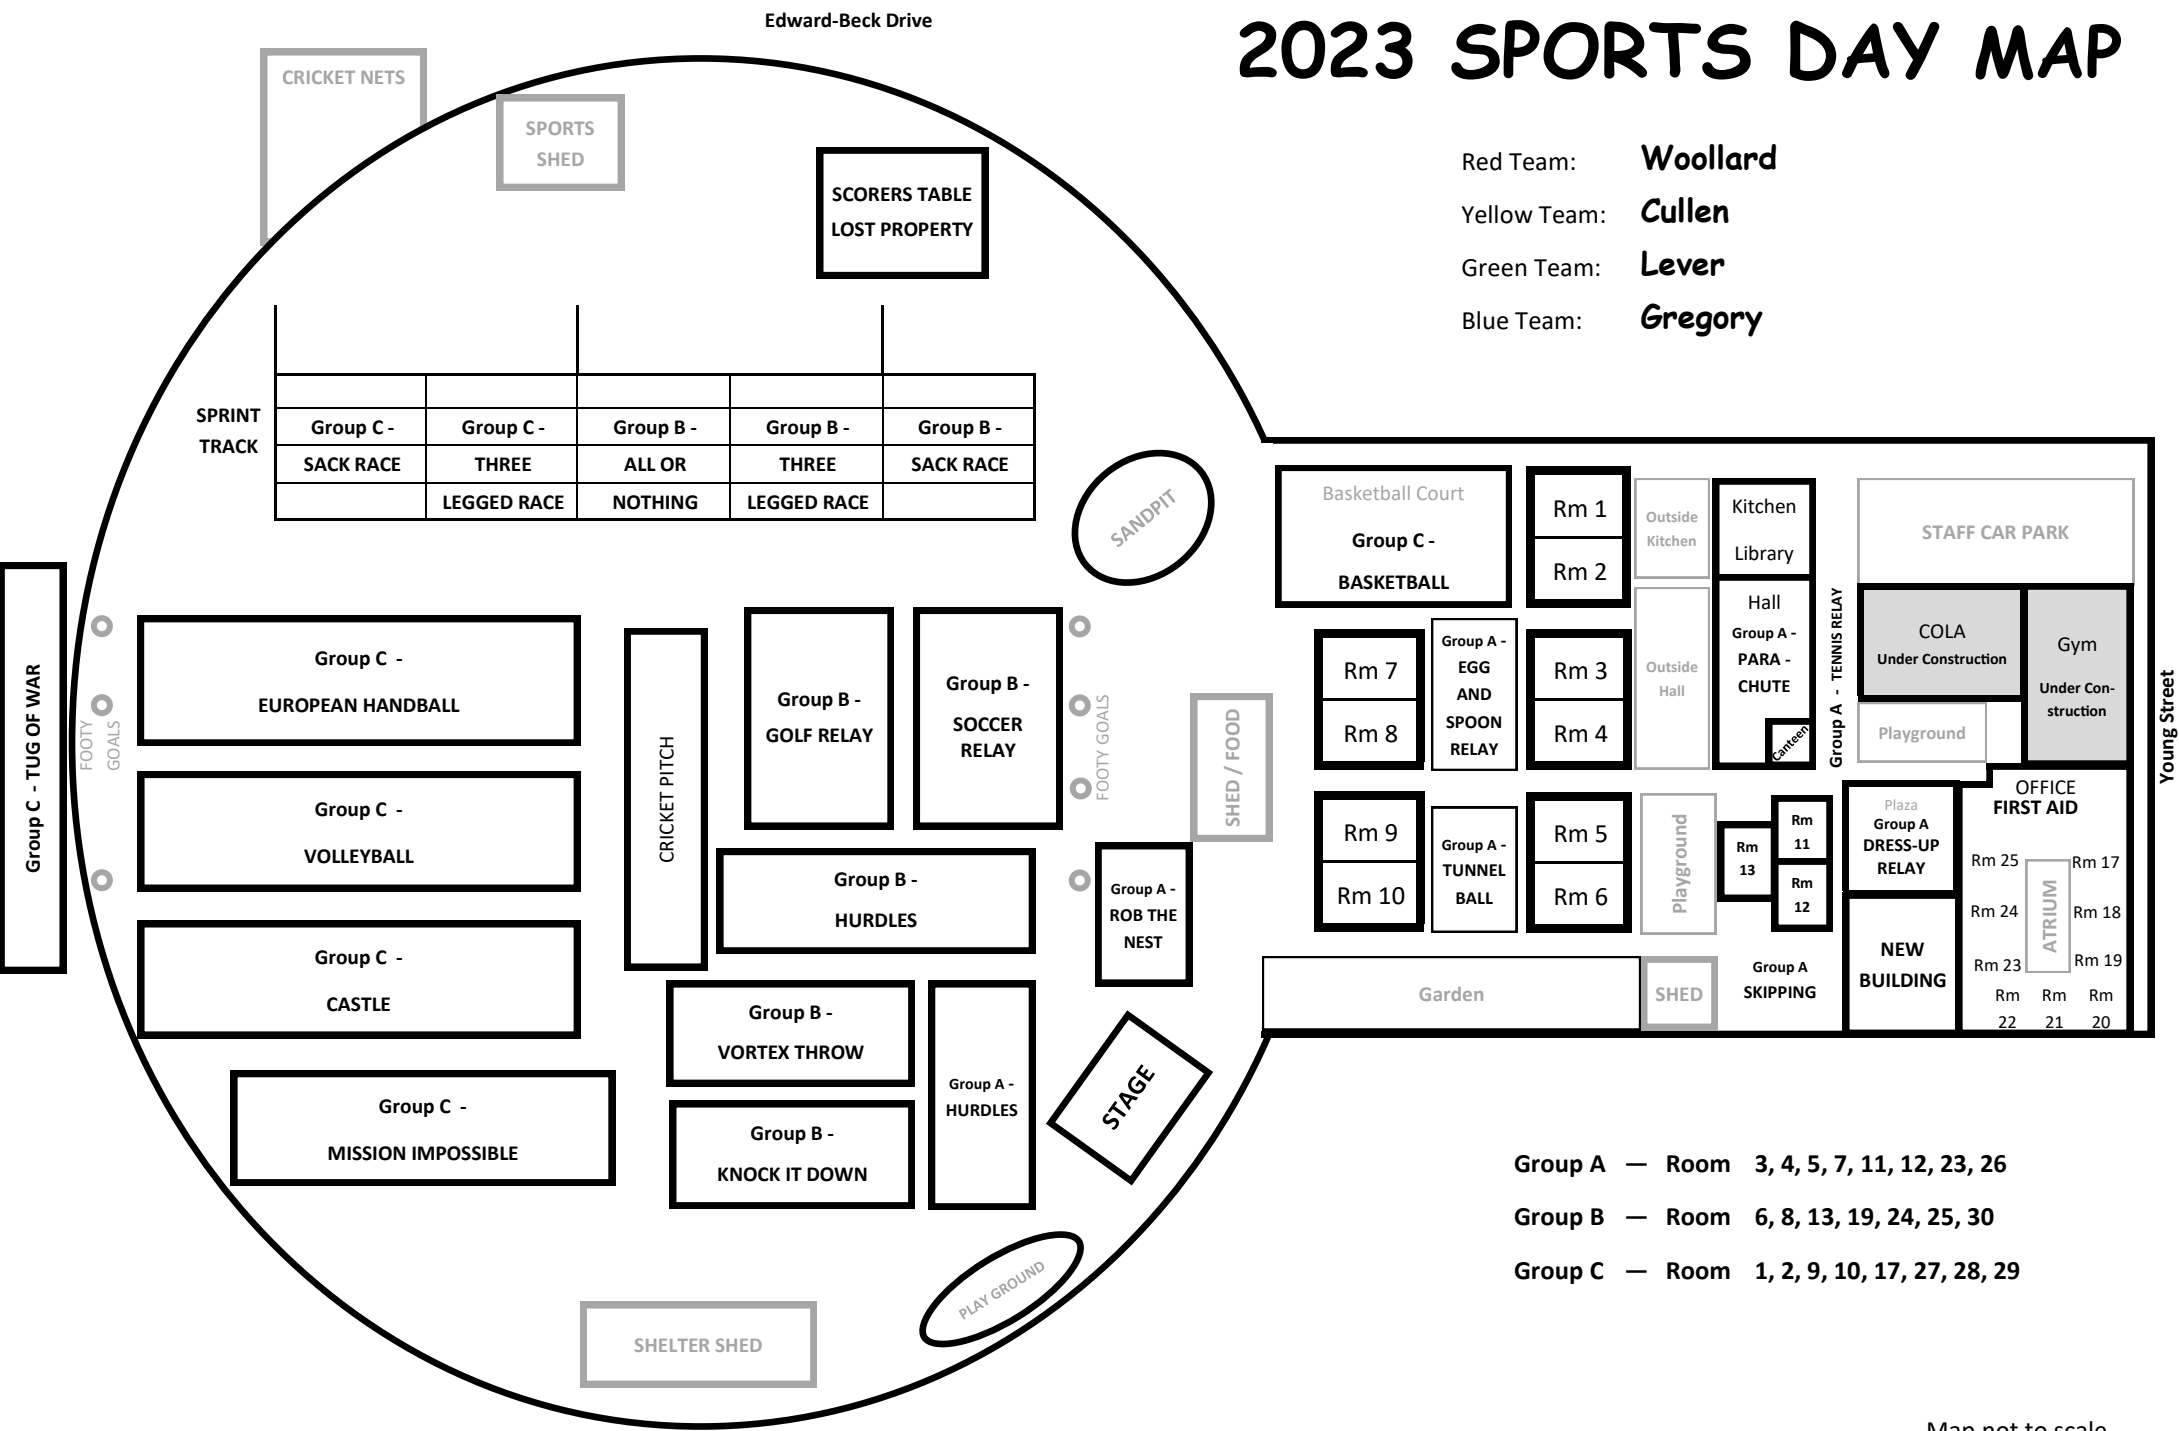 Edward-Beck Drive
2023 SPORTS DAY MAP
CRICKET NETS
SPORTS
SHED
SCORERS TABLE
LOST PROPERTY
Red Team: Woollard
Yellow Team: Cullen
Green Team: Lever
Blue Team: Gregory
SPRINT
TRACK
Group C -
SACK RACE
Group C -
THREE
LEGGED RACE
Group B -
ALL OR
NOTHING
Group B -
THREE
LEGGED RACE
Group B -
SACK RACE
SANDPIT
Group C - TUG OF WAR
FOOTY
GOALS
Group C -
EUROPEAN HANDBALL
Group C -
VOLLEYBALL
Group C -
CASTLE
Group C -
MISSION IMPOSSIBLE
CRICKET PITCH
Group B -
GOLF RELAY
Group B -
SOCCER
RELAY
FOOTY GOALS
Group B -
HURDLES
Group A -
ROB THE
NEST
Group B -
VORTEX THROW
Group B -
KNOCK IT DOWN
Group A -
HURDLES
STAGE
PLAY GROUND
SHELTER SHED
SHED / FOOD
Basketball Court
Group C -
BASKETBALL
Rm 1
Rm 2
Outside
Kitchen
Kitchen
Library
STAFF CAR PARK
Rm 7
Rm 8
Group A -
EGG
AND
SPOON
RELAY
Rm 3
Rm 4
Outside
Hall
Hall
Group A -
PARA -
CHUTE
Canteen
Group A - TENNIS RELAY
COLA
Under Construction
Gym
Under Con-
struction
Playground
Young Street
Rm 9
Rm 10
Group A -
TUNNEL
BALL
Rm 5
Rm 6
Playground
Rm
13
Rm
11
Rm
12
Plaza
Group A
DRESS-UP
RELAY
OFFICE
FIRST AID
Rm 25
Rm 17
Rm 24
ATRIUM
Rm 18
Rm 23
Rm 19
Rm
22
Rm
21
Rm
20
NEW
BUILDING
Garden
SHED
Group A
SKIPPING
Group A — Room 3, 4, 5, 7, 11, 12, 23, 26
Group B — Room 6, 8, 13, 19, 24, 25, 30
Group C — Room 1, 2, 9, 10, 17, 27, 28, 29
Map not to scale